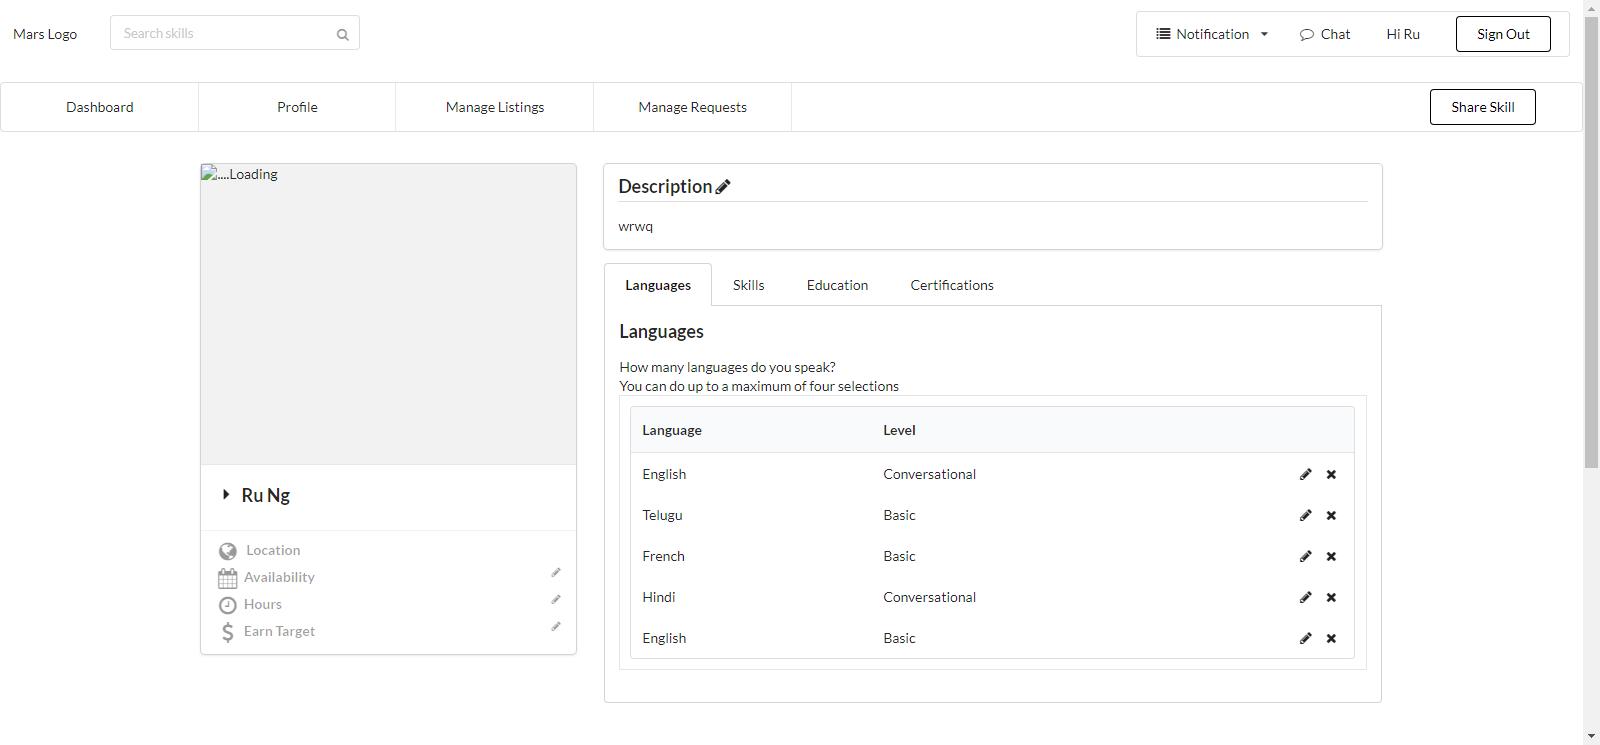 Mars Logo
Search skills
Notification
Chat
Hi Ru
Sign Out
Dashboard
Profile
Manage Listings
Manage Requests
Share Skill
....Loading
Ru Ng
Location
Availability
Hours
Earn Target
Description
wrwq
Languages
Skills
Education
Certifications
Languages
How many languages do you speak?
You can do up to a maximum of four selections
Language Level
English Conversational
Telugu Basic
French Basic
Hindi Conversational
English Basic